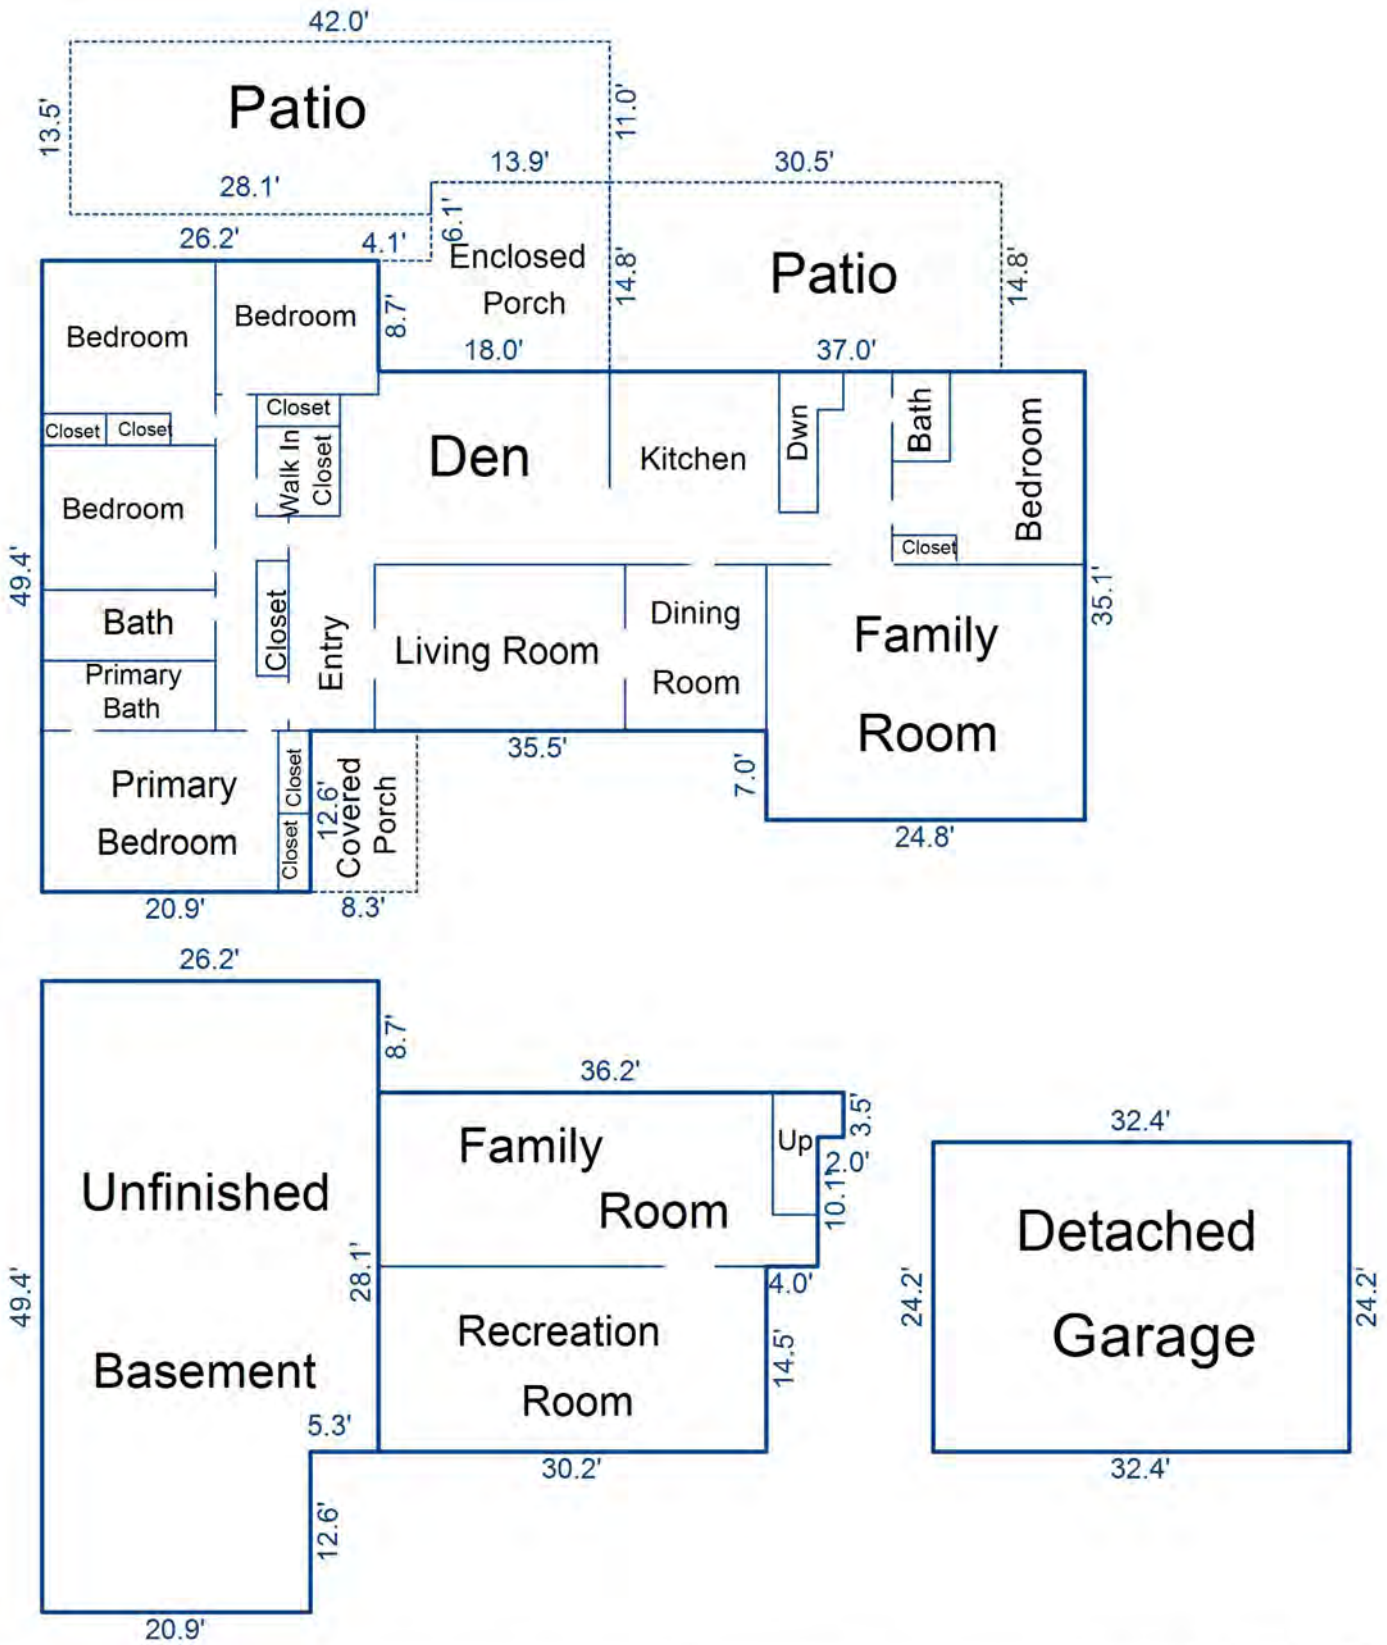 42.0'
13.5'
Patio
11.0'
28.1'
13.9'
30.5'
26.2'
4.1'
6.1'
Enclosed
Porch
14.8'
Patio
14.8'
Bedroom
Bedroom
8.7'
18.0'
37.0'
Closet
Closet
Closet
Walk In
Closet
Den
Kitchen
Dwn
Bath
Bedroom
Bedroom
Closet
49.4'
Bath
Primary
Bath
Closet
Entry
Living Room
Dining
Room
Family
Room
35.1'
35.5'
7.0'
24.8'
Primary
Bedroom
Closet
Closet
12.6'
Covered
Porch
20.9'
8.3'
26.2'
8.7'
36.2'
3.5'
Up
2.0'
10.1'
Family
Room
Unfinished
Basement
49.4'
28.1'
4.0'
Recreation
Room
14.5'
5.3'
30.2'
12.6'
20.9'
32.4'
Detached
Garage
24.2'
24.2'
32.4'